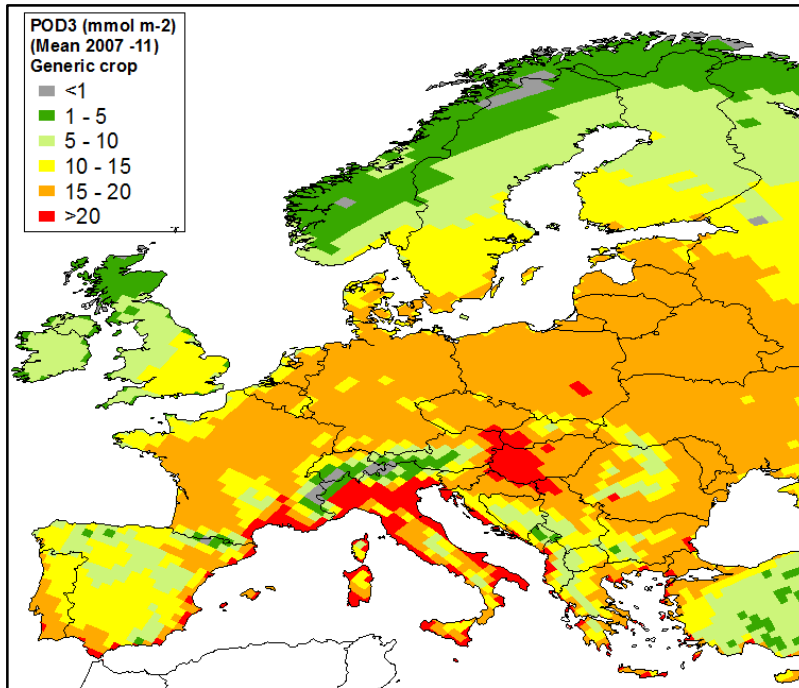 POD3 (mmol m-2)
(Mean 2007 -11)
Generic crop
<1
1 - 5
5 - 10
10 - 15
15 - 20
>20